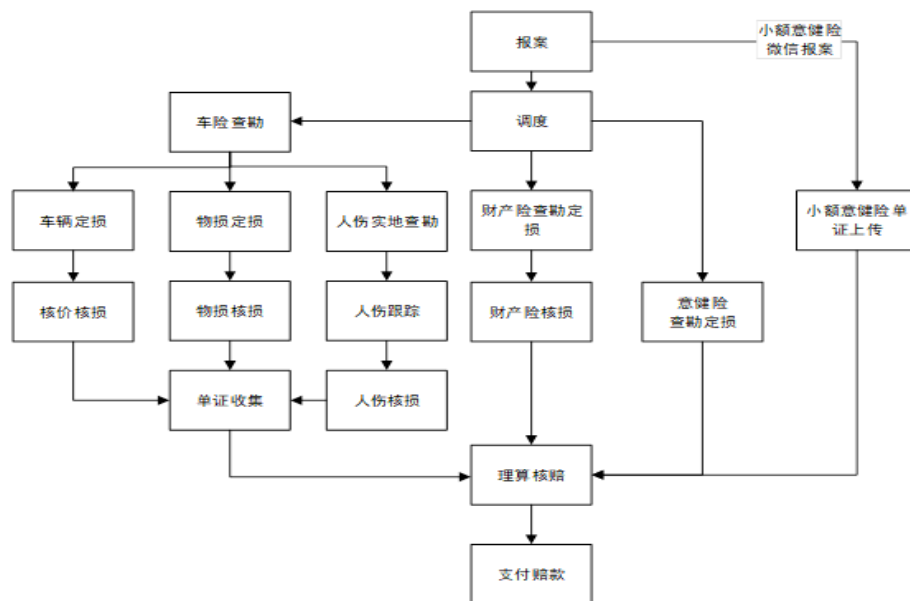 报案
小额意健险
微信报案
车险查勘
调度
车辆定损
物损定损
人伤实地查勘
财产险查勘定
损
小额意健险单
证上传
核价核损
物损核损
人伤跟踪
财产险核损
意健险
查勘定损
单证收集
人伤核损
理算核赔
支付赔款